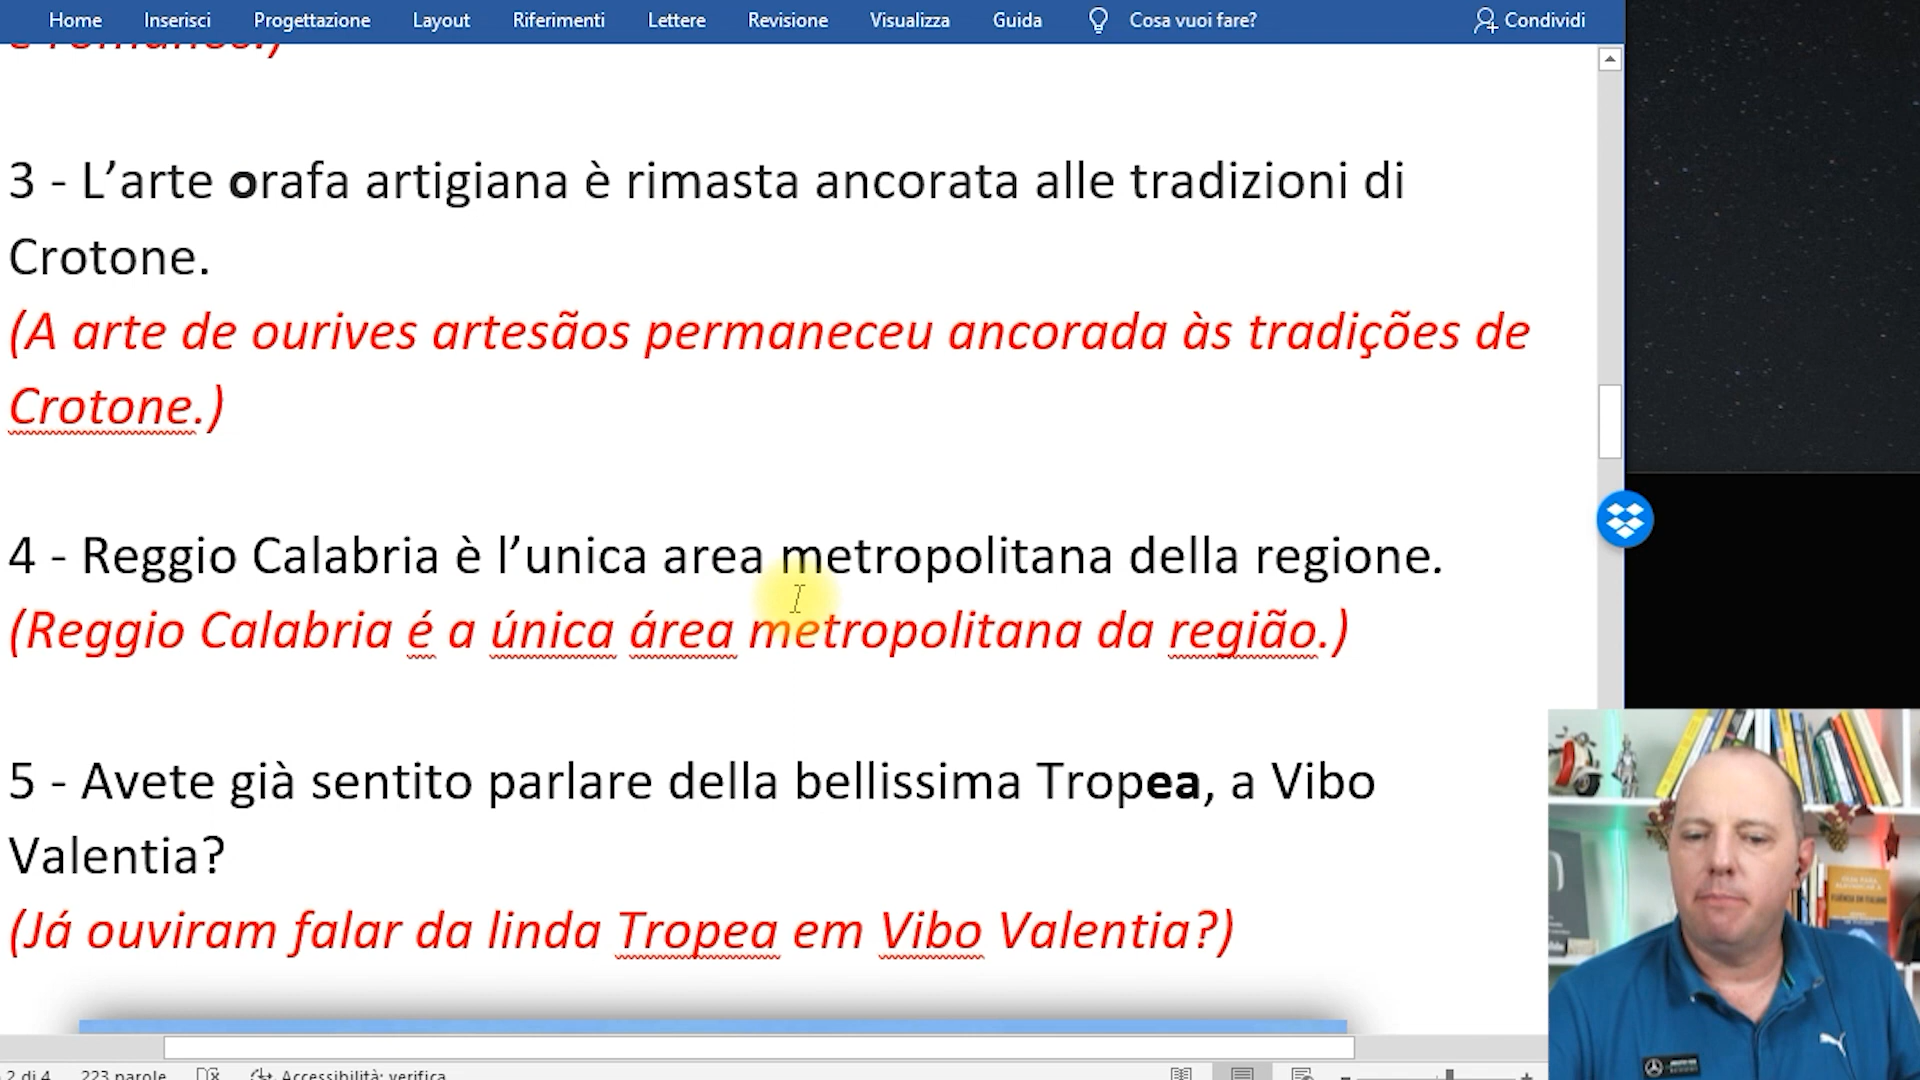 Home Inserisci Progettazione Layout Riferimenti Lettere Revisione Visualizza Guida Cosa vuoi fare? Condividi
3 - L’arte orafa artigiana è rimasta ancorata alle tradizioni di
Crotone.
(A arte de ourives artesãos permaneceu ancorada às tradições de
Crotone.)
4 - Reggio Calabria è l’unica area metropolitana della regione.
(Reggio Calabria é a única área metropolitana da região.)
5 - Avete già sentito parlare della bellissima Tropea, a Vibo
Valentia?
(Já ouviram falar da linda Tropea em Vibo Valentia?)
2 di 4 223 parole Accessibilità: verifica